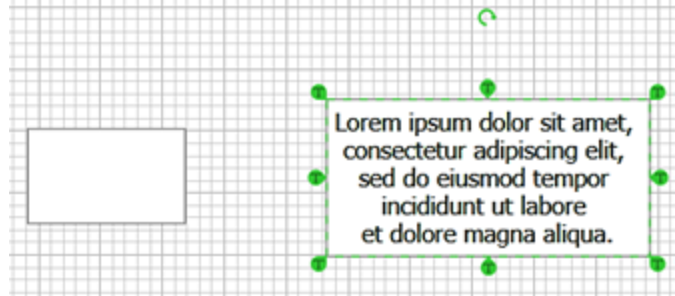 Lorem ipsum dolor sit amet,
consectetur adipiscing elit,
sed do eiusmod tempor
incididunt ut labore
et dolore magna aliqua.